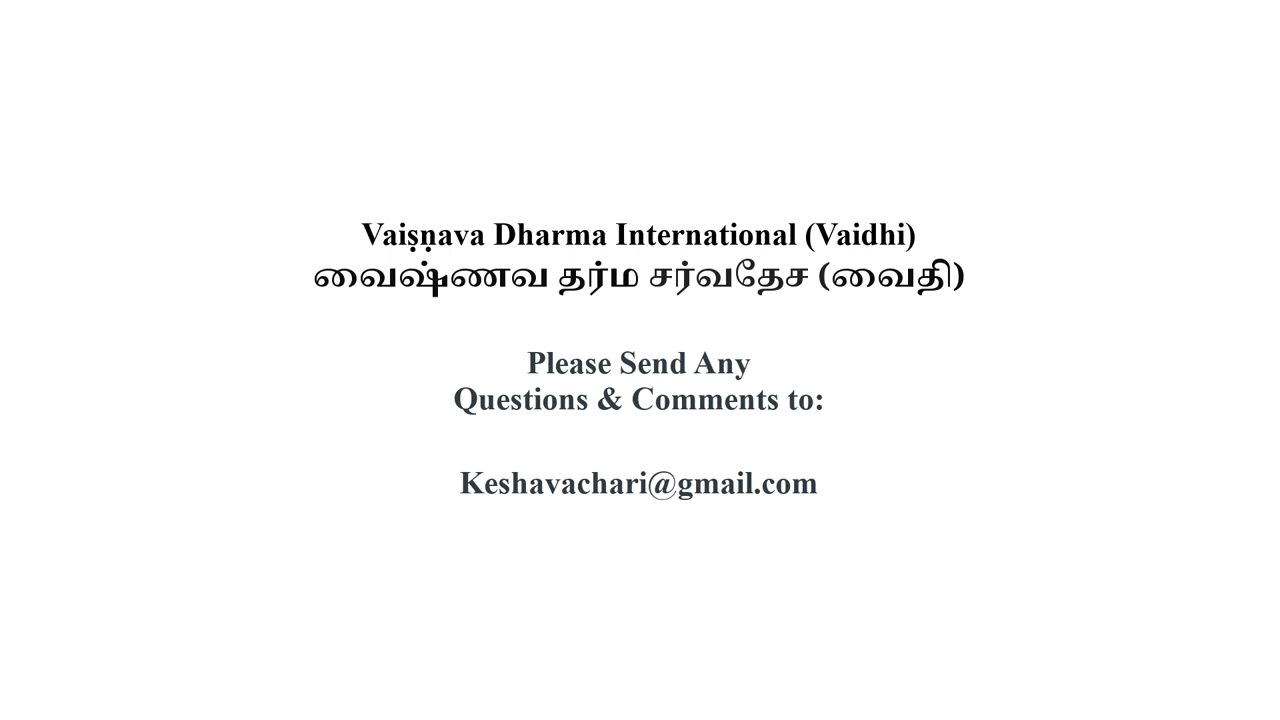 Vaiṣṇava Dharma International (Vaidhi)
வைஷ்ணவ தர்ம சர்வதேச (வைதி)
Please Send Any
Questions & Comments to:
Keshavachari@gmail.com